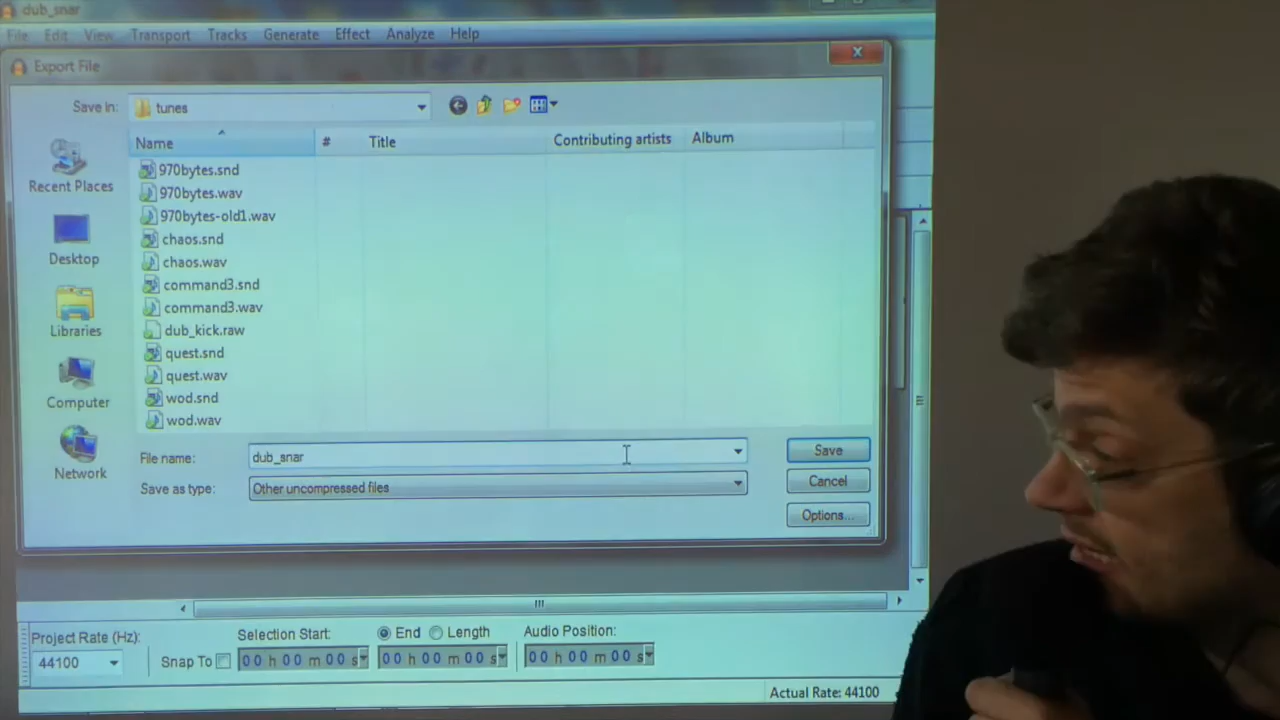 dub_snar
File Edit View Transport Tracks Generate Effect Analyze Help
Export File
Save in: tunes
Name # Title Contributing artists Album
970bytes.snd
970bytes.wav
970bytes-old1.wav
chaos.snd
chaos.wav
command3.snd
command3.wav
dub_kick.raw
quest.snd
quest.wav
wod.snd
wod.wav
Recent Places
Desktop
Libraries
Computer
Network
File name: dub_snar Save
Save as type: Other uncompressed files Cancel
Options...
Project Rate (Hz): Selection Start: End Length Audio Position:
44100 Snap To 00 h 00 m 00 s 00 h 00 m 00 s 00 h 00 m 00 s
Actual Rate: 44100